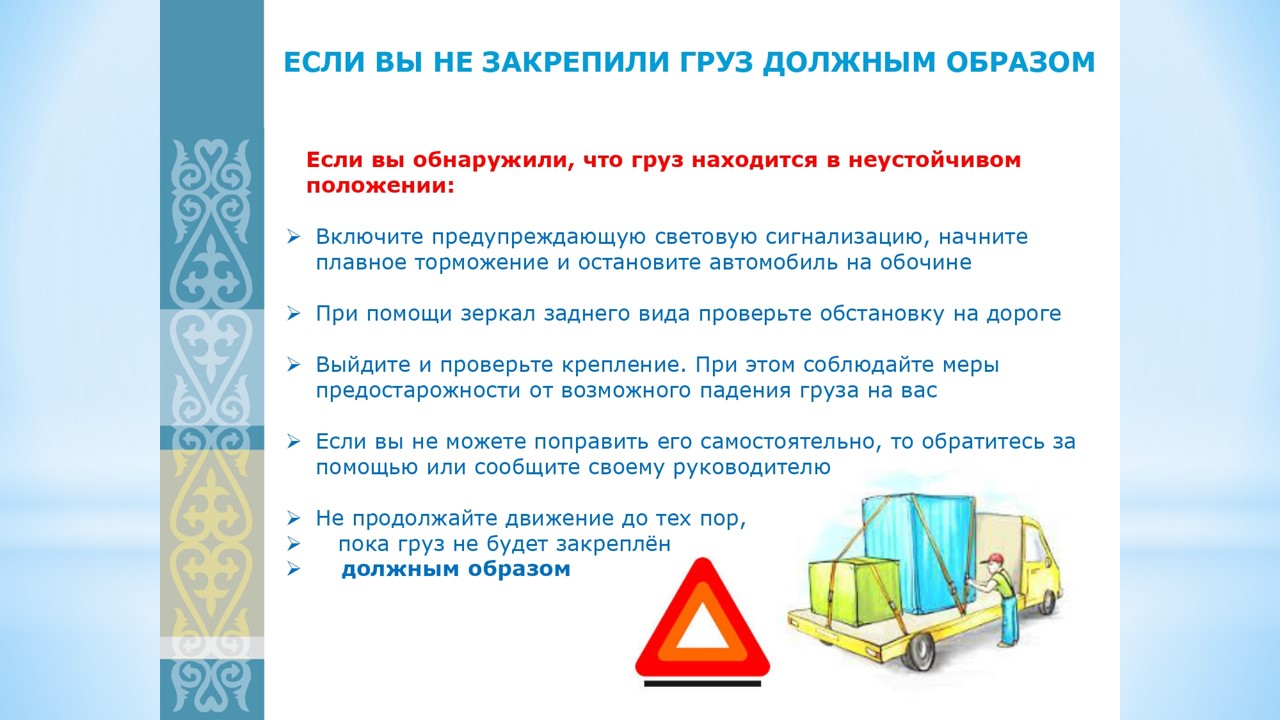 ЕСЛИ ВЫ НЕ ЗАКРЕПИЛИ ГРУЗ ДОЛЖНЫМ ОБРАЗОМ
Если вы обнаружили, что груз находится в неустойчивом
положении:
➢ Включите предупреждающую световую сигнализацию, начните
плавное торможение и остановите автомобиль на обочине
➢ При помощи зеркал заднего вида проверьте обстановку на дороге
➢ Выйдите и проверьте крепление. При этом соблюдайте меры
предосторожности от возможного падения груза на вас
➢ Если вы не можете поправить его самостоятельно, то обратитесь за
помощью или сообщите своему руководителю
➢ Не продолжайте движение до тех пор,
➢ пока груз не будет закреплён
➢ должным образом